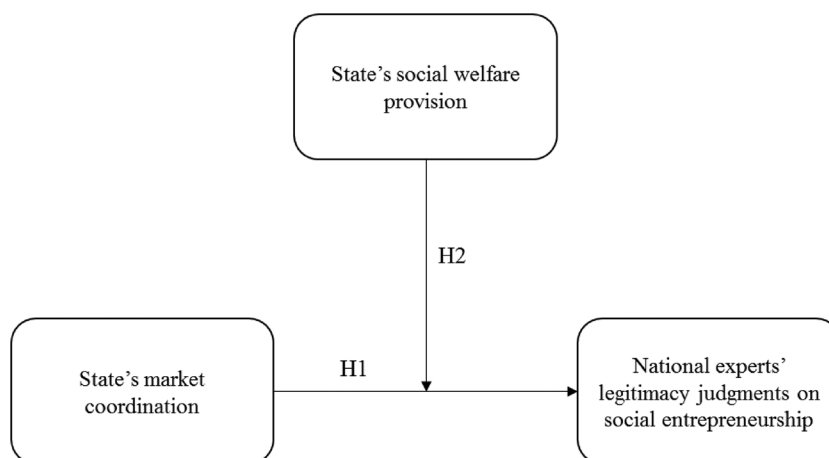 State’s social welfare
provision
H2
H1
State’s market
coordination
National experts’
legitimacy judgments on
social entrepreneurship